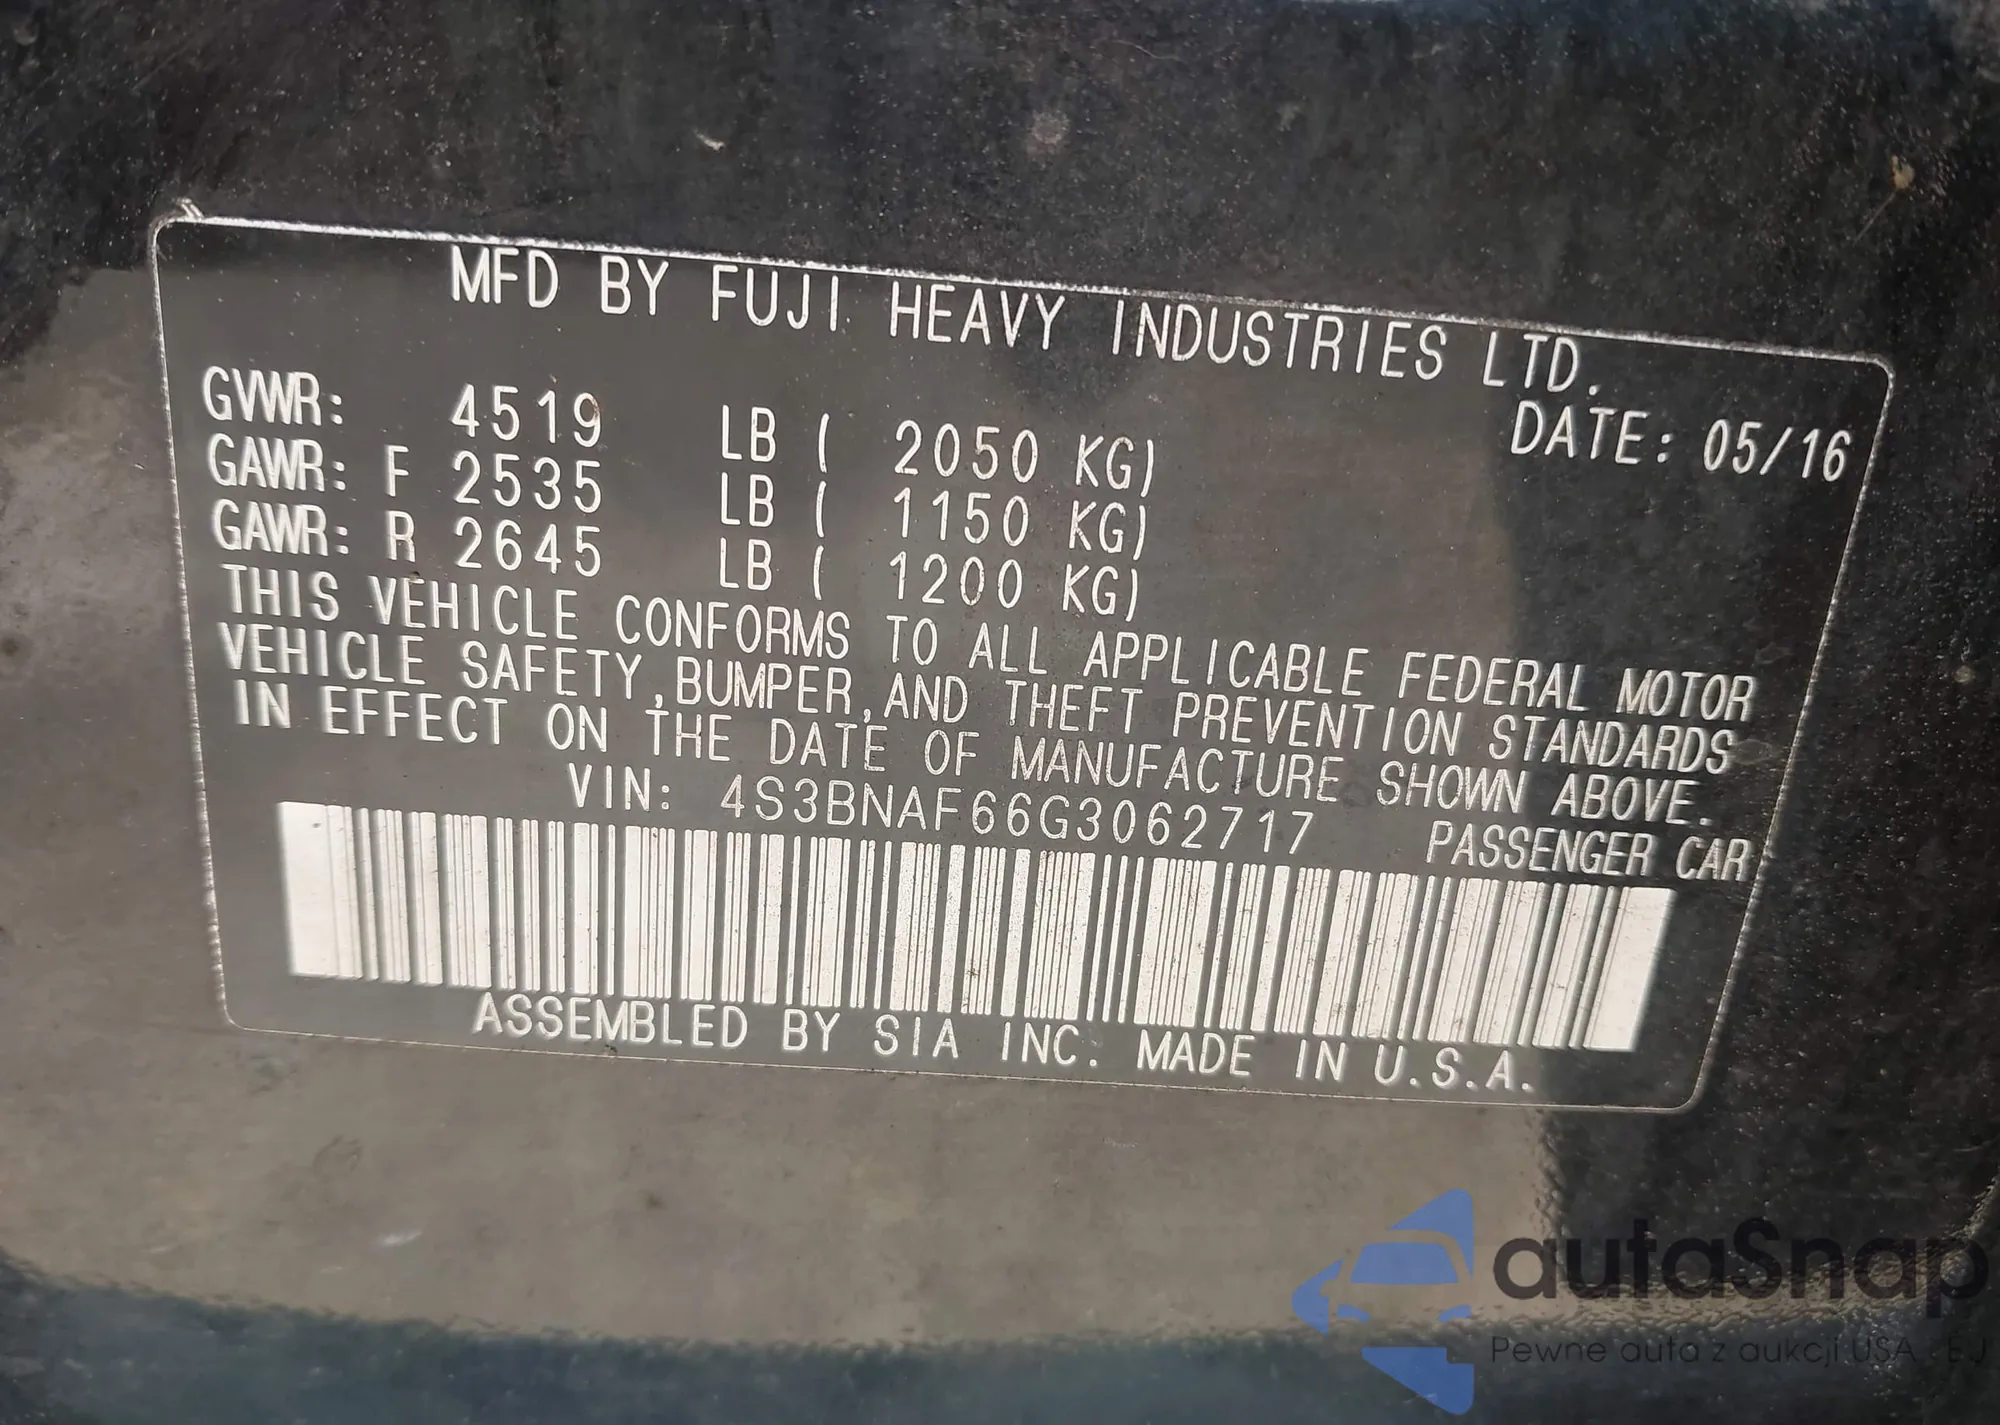 MFD BY FUJI HEAVY INDUSTRIES LTD.
DATE: 05/16
GVWR: 4519 LB ( 2050 KG)
GAWR: F 2535 LB ( 1150 KG)
GAWR: R 2645 LB ( 1200 KG)
THIS VEHICLE CONFORMS TO ALL APPLICABLE FEDERAL MOTOR
VEHICLE SAFETY,BUMPER,AND THEFT PREVENTION STANDARDS
IN EFFECT ON THE DATE OF MANUFACTURE SHOWN ABOVE.
VIN: 4S3BNAF66G3062717 PASSENGER CAR
ASSEMBLED BY SIA INC. MADE IN U.S.A.
autaSnap
Pewne auta z aukcji USA